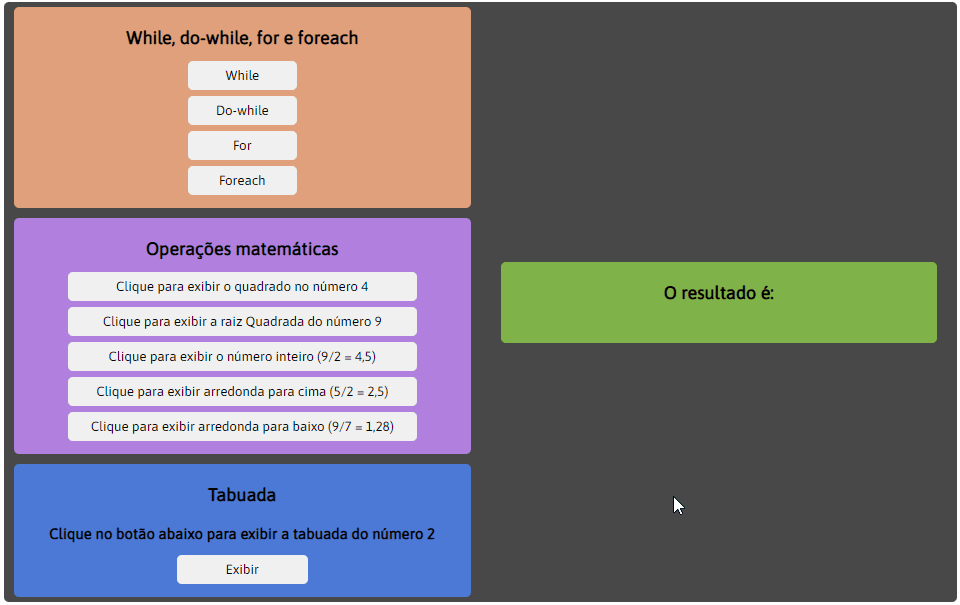 While, do-while, for e foreach
While
Do-while
For
Foreach
Operações matemáticas
Clique para exibir o quadrado no número 4
Clique para exibir a raiz Quadrada do número 9
Clique para exibir o número inteiro (9/2 = 4,5)
Clique para exibir arredonda para cima (5/2 = 2,5)
Clique para exibir arredonda para baixo (9/7 = 1,28)
Tabuada
Clique no botão abaixo para exibir a tabuada do número 2
Exibir
O resultado é: